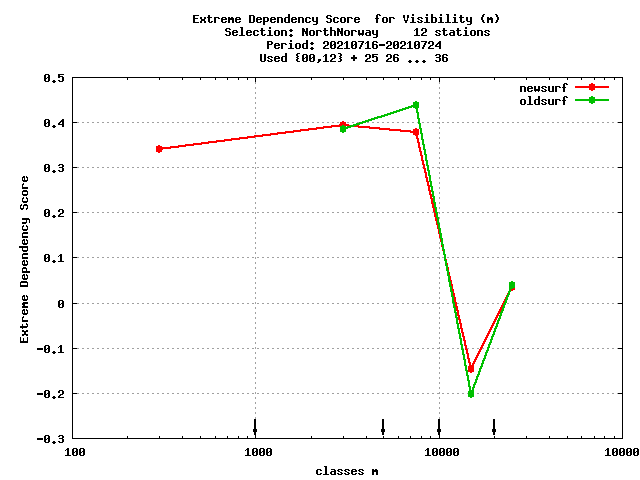 Extreme Dependency Score  for Visibility (m)
Selection: NorthNorway     12 stations
Period: 20210716-20210724
Used {00,12} + 25 26 ... 36
newsurf
oldsurf
Extreme Dependency Score
0.5
0.4
0.3
0.2
0.1
0
-0.1
-0.2
-0.3
100 1000 10000 10000
classes m